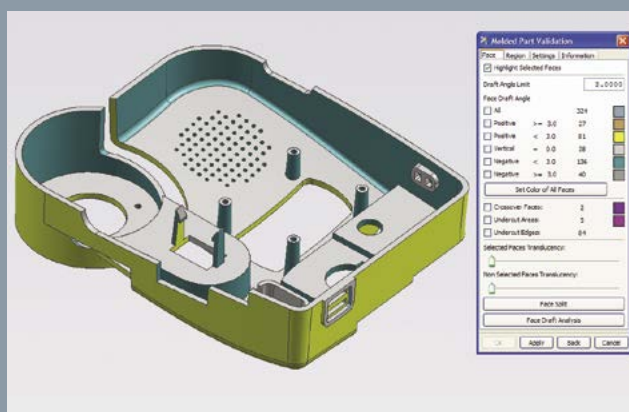 Molded Part Validation
Face Region Settings Information
Highlight Selected Faces
Draft Angle Limit 3.0000
Face Draft Angle
All 324
Positive >= 3.0 27
Positive < 3.0 81
Vertical = 0.0 38
Negative < 3.0 136
Negative >= 3.0 40
Set Color of All Faces
Crossover Faces: 2
Undercut Areas: 5
Undercut Edges: 84
Selected Faces Translucency:
Non Selected Faces Translucency:
Face Split
Face Draft Analysis
OK Apply Back Cancel